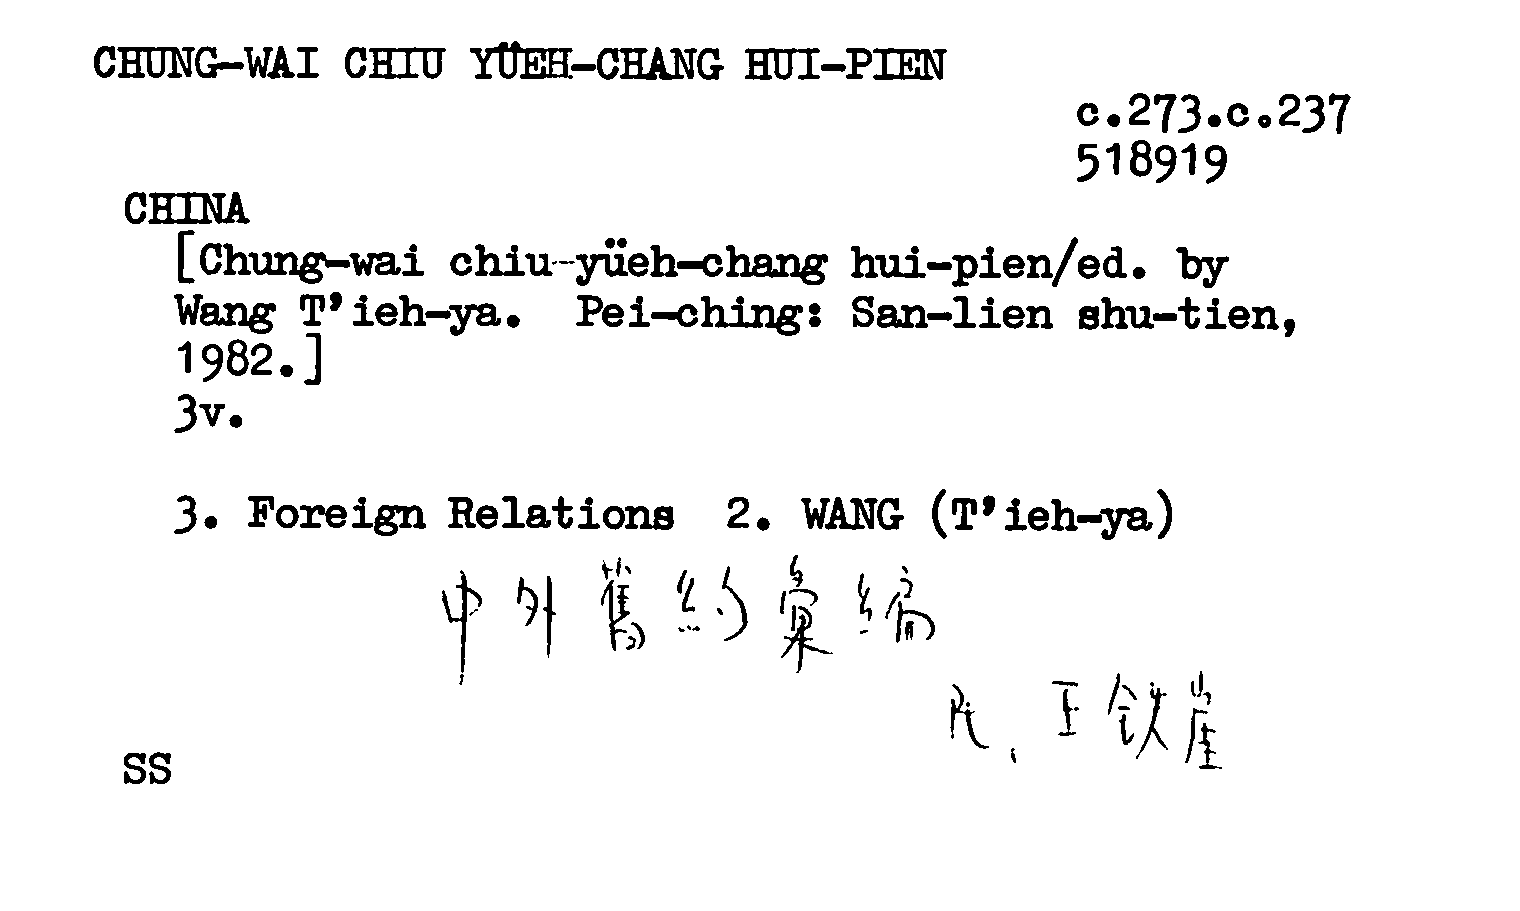 CHUNG-WAI CHIU YÜEH-CHANG HUI-PIEN
c.273.c.237
518919
CHINA
[Chung-wai chiu-yüeh-chang hui-pien/ed. by
Wang T'ieh-ya. Pei-ching: San-lien shu-tien,
1982.]
3v.
3. Foreign Relations 2. WANG (T'ieh-ya)
中外舊約彙編
王铁崖
SS